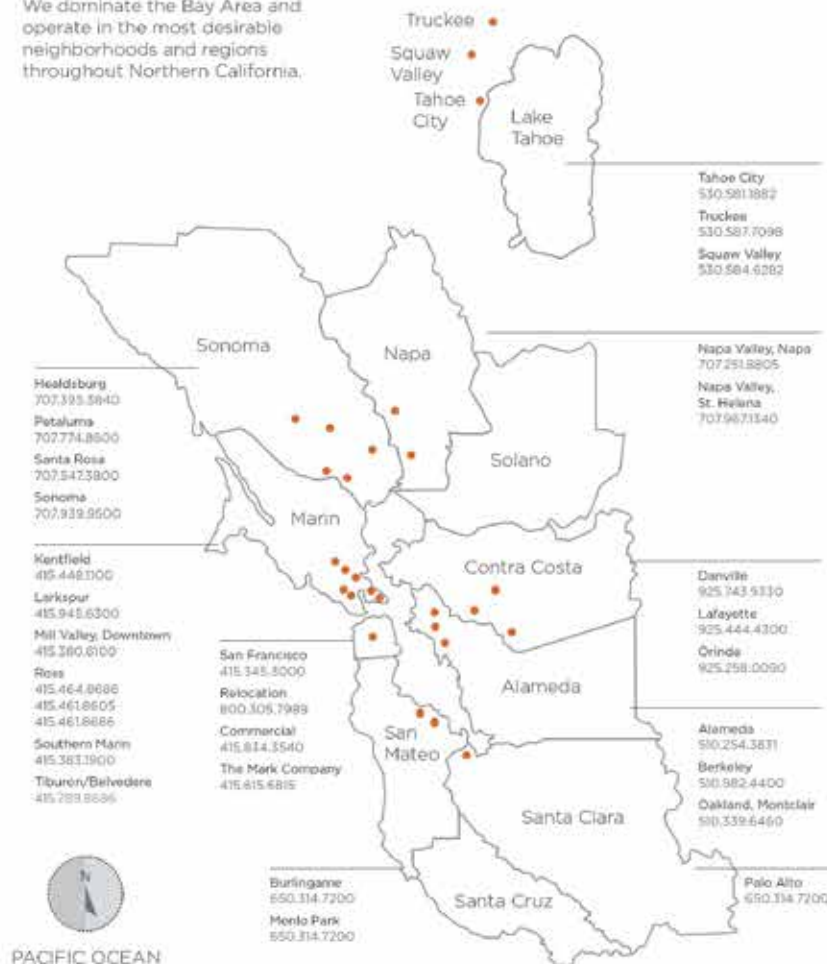 We dominate the Bay Area and
operate in the most desirable
neighborhoods and regions
throughout Northern California.
Truckee
Squaw
Valley
Tahoe
City
Lake
Tahoe
Tahoe City
530.581.1882
Truckee
530.587.7098
Squaw Valley
530.584.6282
Sonoma
Napa
Napa Valley, Napa
707.251.8805
Napa Valley,
St. Helena
707.967.1340
Healdsburg
707.395.3840
Petaluma
707.774.8600
Santa Rosa
707.547.3800
Sonoma
707.939.9500
Solano
Marin
Contra Costa
Kentfield
415.448.1100
Larkspur
415.945.6300
Mill Valley, Downtown
415.380.6100
Ross
415.464.8686
415.461.8605
415.461.8686
Southern Marin
415.383.1900
Tiburon/Belvedere
415.789.8686
Danville
925.743.9330
Lafayette
925.444.4300
Orinda
925.258.0090
San Francisco
415.345.3000
Relocation
800.305.7989
Commercial
415.834.3540
The Mark Company
415.615.6815
Alameda
San
Mateo
Alameda
510.254.3831
Berkeley
510.982.4400
Oakland, Montclair
510.339.6460
Santa Clara
Burlingame
650.314.7200
Menlo Park
650.314.7200
Santa Cruz
Palo Alto
650.314.7200
N
PACIFIC OCEAN